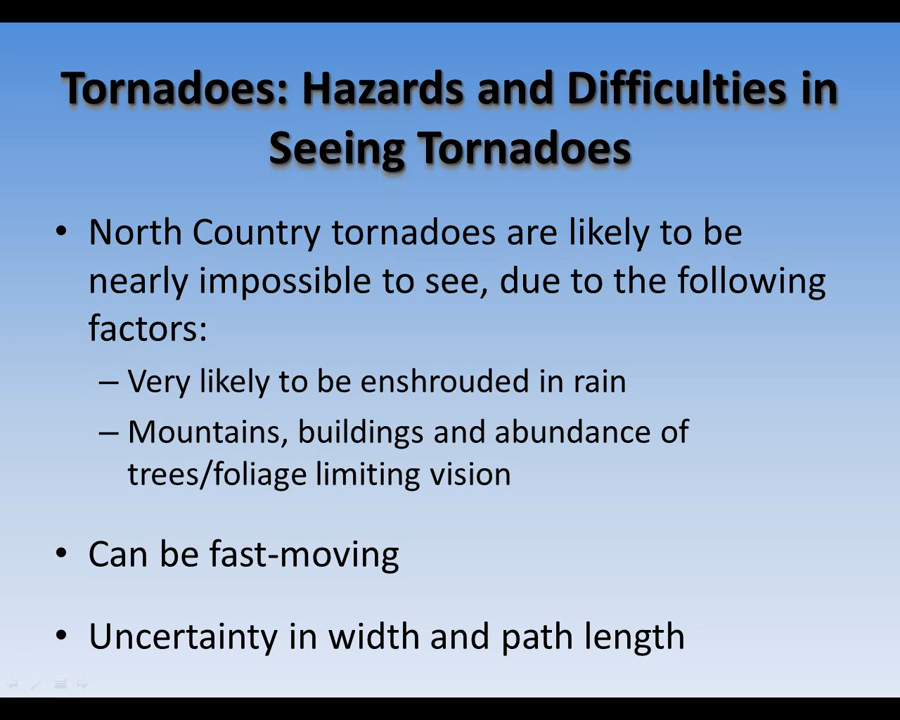 Tornadoes: Hazards and Difficulties in
Seeing Tornadoes
• North Country tornadoes are likely to be
nearly impossible to see, due to the following
factors:
– Very likely to be enshrouded in rain
– Mountains, buildings and abundance of
trees/foliage limiting vision
• Can be fast-moving
• Uncertainty in width and path length